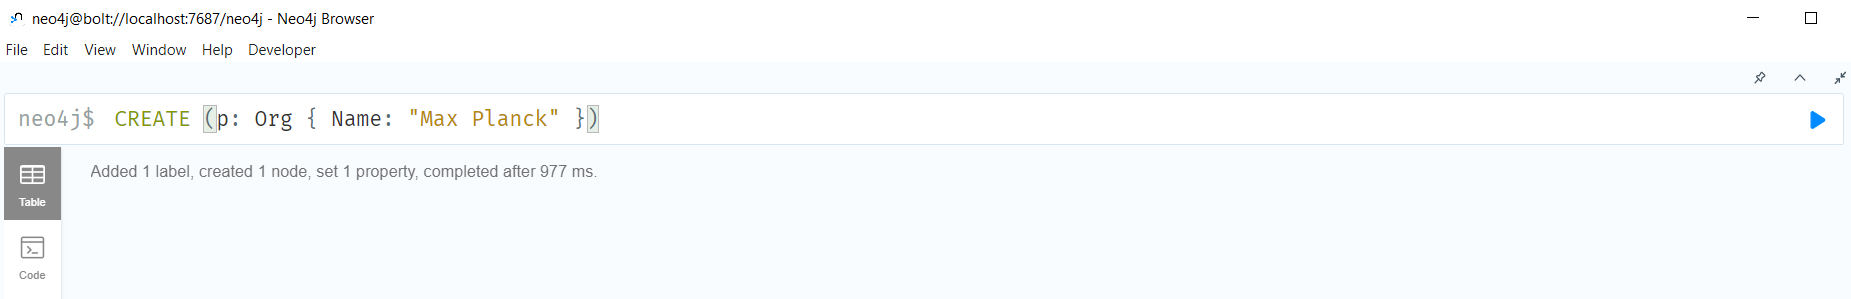 neo4j@bolt://localhost:7687/neo4j - Neo4j Browser
File Edit View Window Help Developer
neo4j$ CREATE (p: Org { Name: "Max Planck" })
Added 1 label, created 1 node, set 1 property, completed after 977 ms.
Table
Code